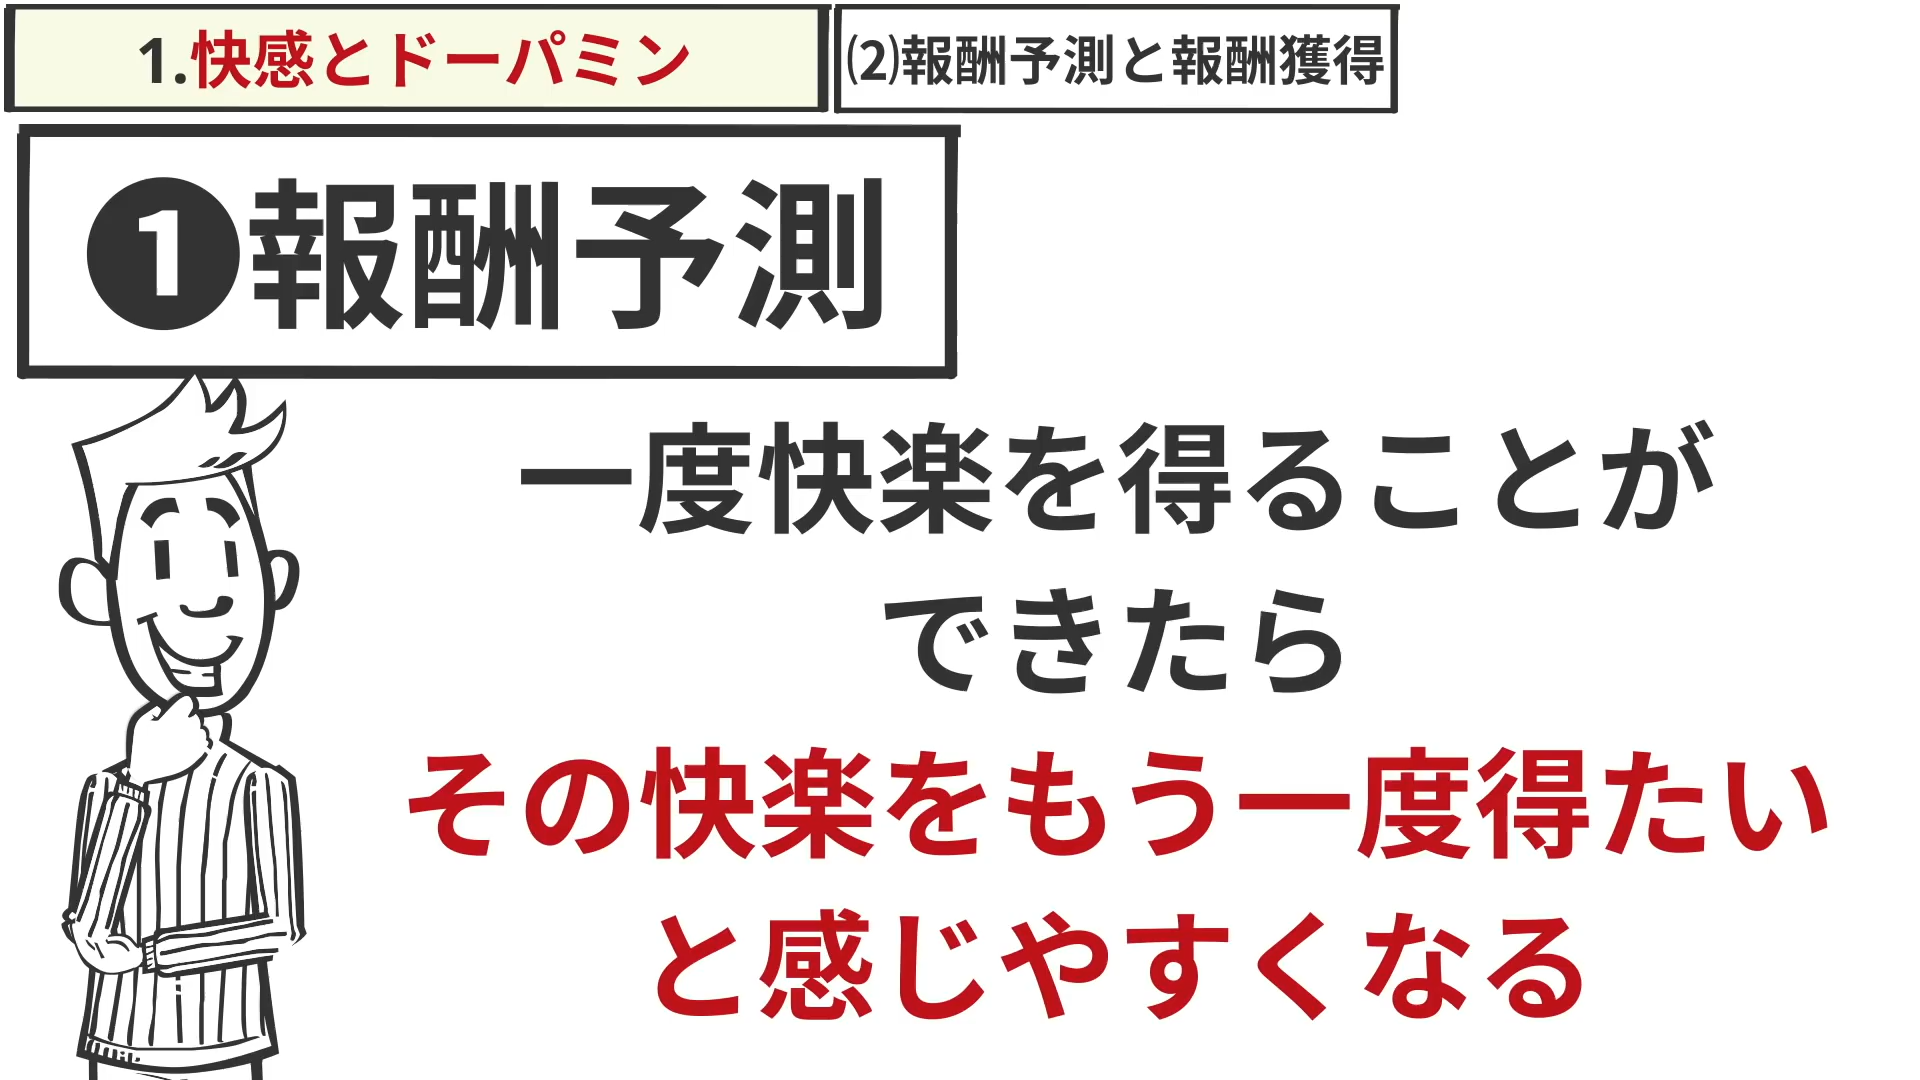 1.快感とドーパミン
⑵報酬予測と報酬獲得
❶報酬予測
一度快楽を得ることが
できたら
その快楽をもう一度得たい
と感じやすくなる